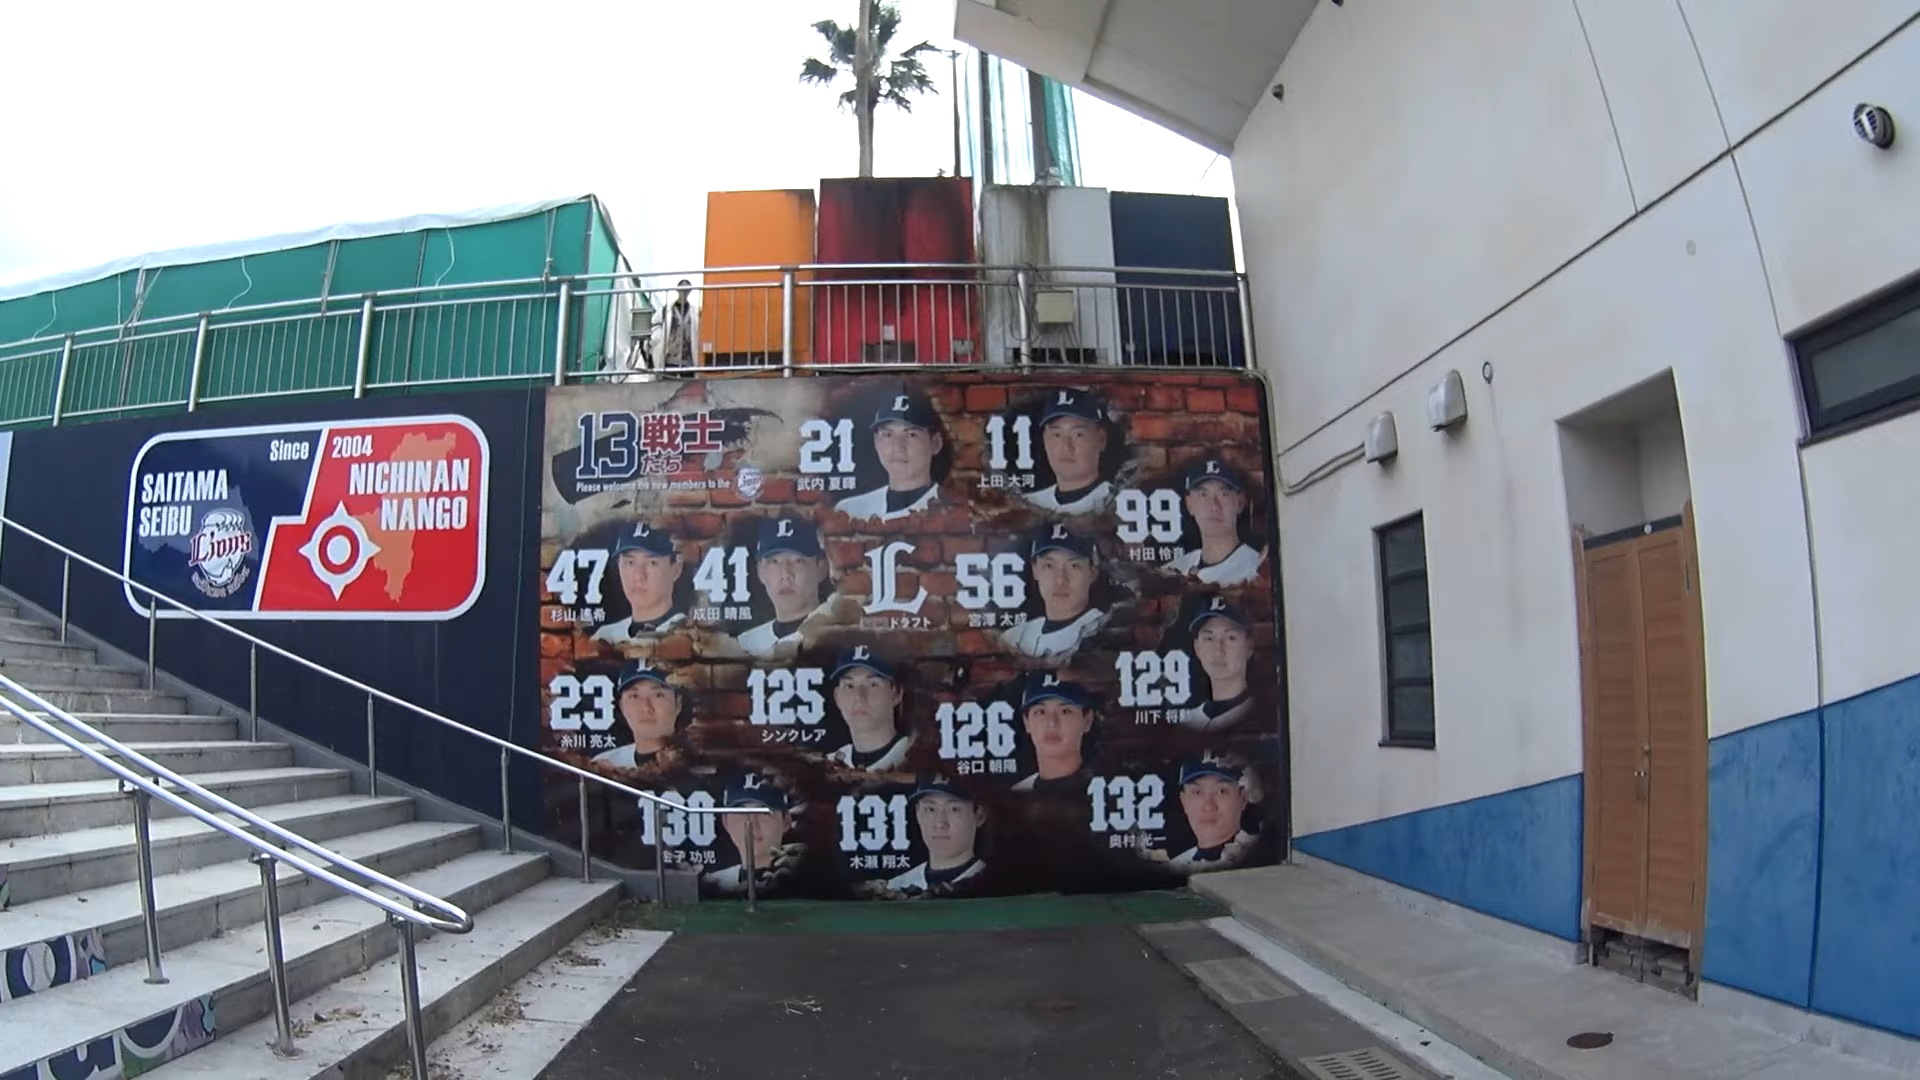 Since 2004
SAITAMA
SEIBU
Lions
NICHINAN
NANGO
13戦士
たち
Please welcome the new members to the Lions
21
武内 夏暉
11
上田 大河
99
村田 怜音
47
杉山 遙希
41
成田 晴風
L
ドラフト
56
宮澤 太成
23
糸川 亮太
125
シンクレア
126
谷口 朝陽
129
川下 将勲
130
金子 功児
131
木瀬 翔太
132
奥村 光一